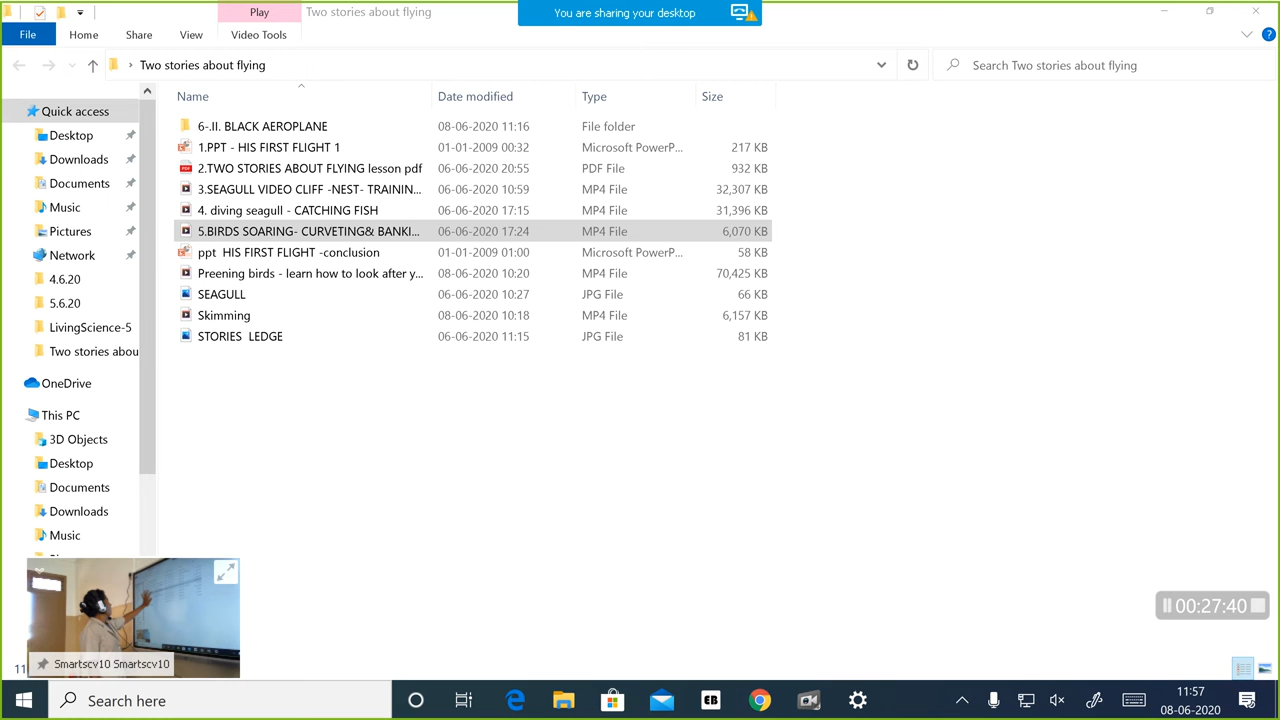 Play
Two stories about flying
You are sharing your desktop
File
Home
Share
View
Video Tools
Two stories about flying
Search Two stories about flying
Name
Date modified
Type
Size
Quick access
Desktop
Downloads
Documents
Music
Pictures
Network
4.6.20
5.6.20
LivingScience-5
Two stories abou
OneDrive
This PC
3D Objects
Desktop
Documents
Downloads
Music
6-.II. BLACK AEROPLANE 08-06-2020 11:16 File folder
1.PPT - HIS FIRST FLIGHT 1 01-01-2009 00:32 Microsoft PowerP... 217 KB
2.TWO STORIES ABOUT FLYING lesson pdf 06-06-2020 20:55 PDF File 932 KB
3.SEAGULL VIDEO CLIFF -NEST- TRAININ... 06-06-2020 10:59 MP4 File 32,307 KB
4. diving seagull - CATCHING FISH 06-06-2020 17:15 MP4 File 31,396 KB
5.BIRDS SOARING- CURVETING& BANKI... 06-06-2020 17:24 MP4 File 6,070 KB
ppt HIS FIRST FLIGHT -conclusion 01-01-2009 01:00 Microsoft PowerP... 58 KB
Preening birds - learn how to look after y... 08-06-2020 10:20 MP4 File 70,425 KB
SEAGULL 06-06-2020 10:27 JPG File 66 KB
Skimming 08-06-2020 10:18 MP4 File 6,157 KB
STORIES LEDGE 06-06-2020 11:15 JPG File 81 KB
00:27:40
11
Smartscv10 Smartscv10
Search here
EB
11:57
08-06-2020